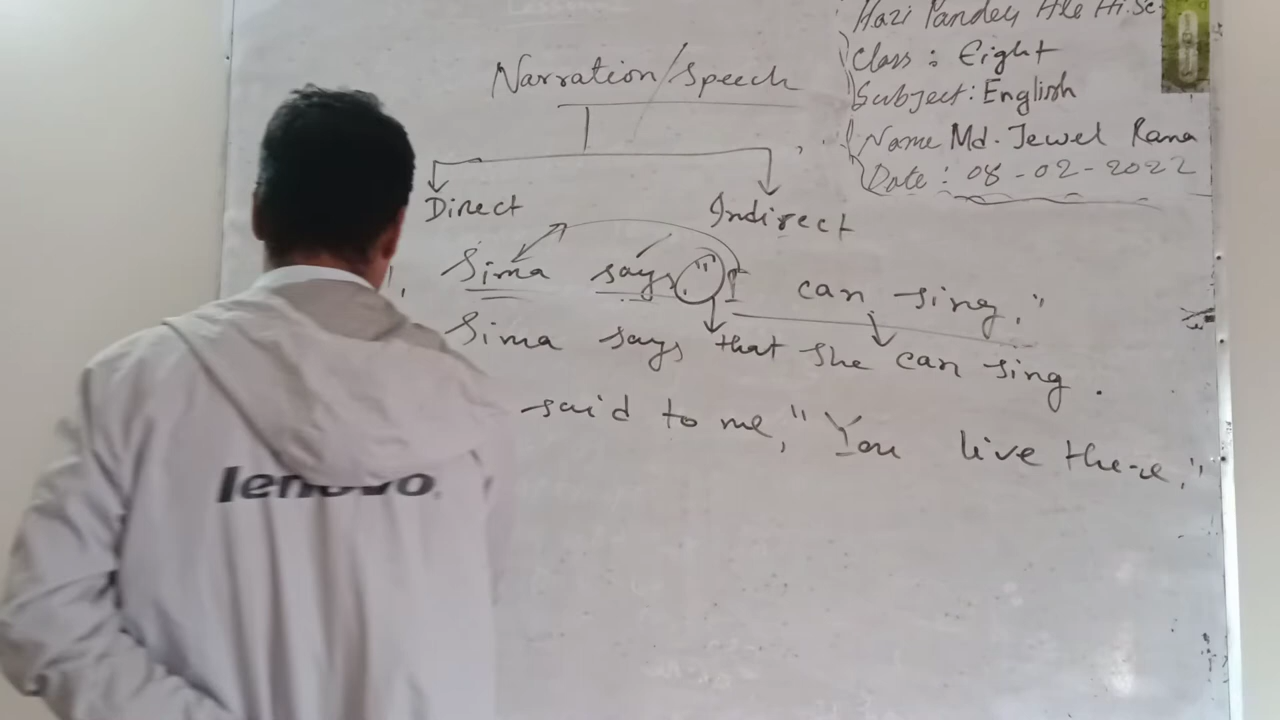 Hazi Pandey Ale Hi.Sc
Class : Eight
Subject: English
Name Md. Jewel Rana
Date : 08-02-2022
Narration/speech
Direct
Indirect
Sima says, "I can sing."
Sima says that she can sing.
said to me, "You live there."
lenovo